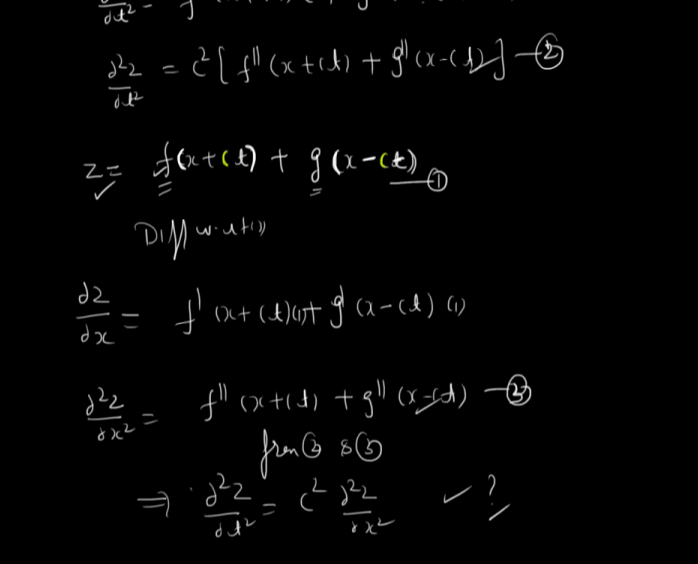 ∂t² = f
∂²z/∂t² = c² [ f'' (x+ct) + g'' (x-ct) ] —②
z = f(x+ct) + g(x-ct) —①
Diff w.r.t
∂z/∂x = f' (x+ct)(1)+ g' (x-ct) (1)
∂²z/∂x² = f'' (x+ct) + g'' (x-ct) —③
from ② & ③
⇒ ∂²z/∂t² = c² ∂²z/∂x² ✓ ?